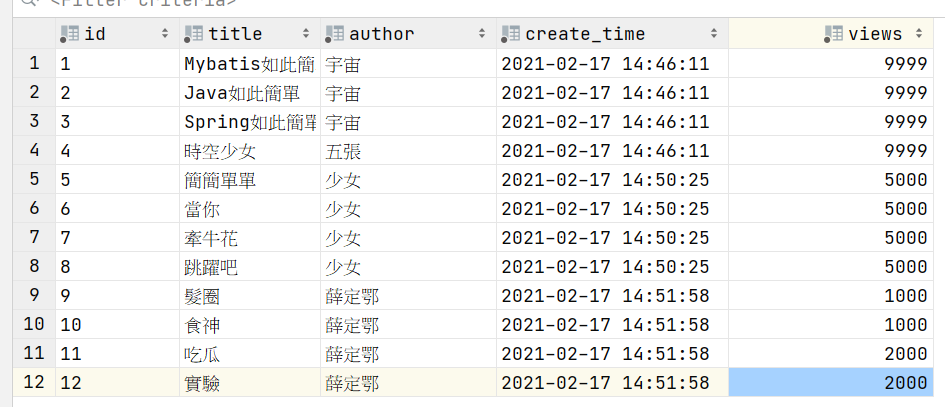 <Filter criteria>
id title author create_time views
1 1 Mybatis如此簡 宇宙 2021-02-17 14:46:11 9999
2 2 Java如此簡單 宇宙 2021-02-17 14:46:11 9999
3 3 Spring如此簡單 宇宙 2021-02-17 14:46:11 9999
4 4 時空少女 五張 2021-02-17 14:46:11 9999
5 5 簡簡單單 少女 2021-02-17 14:50:25 5000
6 6 當你 少女 2021-02-17 14:50:25 5000
7 7 牽牛花 少女 2021-02-17 14:50:25 5000
8 8 跳躍吧 少女 2021-02-17 14:50:25 5000
9 9 髮圈 薛定鄂 2021-02-17 14:51:58 1000
10 10 食神 薛定鄂 2021-02-17 14:51:58 1000
11 11 吃瓜 薛定鄂 2021-02-17 14:51:58 2000
12 12 實驗 薛定鄂 2021-02-17 14:51:58 2000